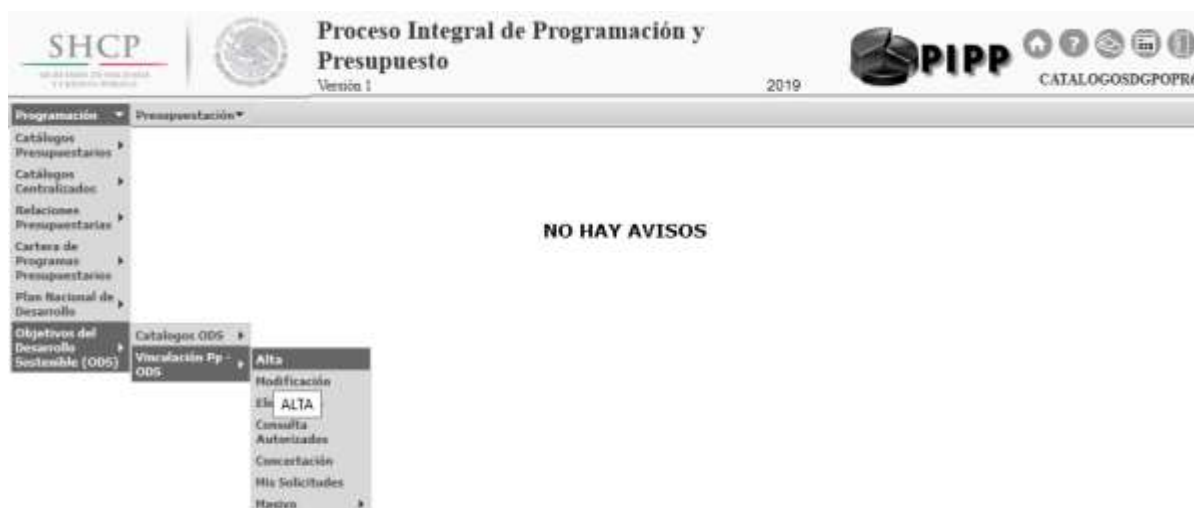 SHCP
Proceso Integral de Programación y
Presupuesto
Versión 1
2019
PIPP
CATALOGOSDGPOPR
Programación
Presupuestación
Catálogos
Presupuestarios
Catálogos
Centralizados
Relaciones
Presupuestarias
Cartera de
Programas
Presupuestarios
Plan Nacional de
Desarrollo
Objetivos del
Desarrollo
Sostenible (ODS)
NO HAY AVISOS
Catalogos ODS
Vinculación Pp -
ODS
Alta
Modificación
ALTA
Consulta
Autorizados
Concertación
Mis Solicitudes
Masivo